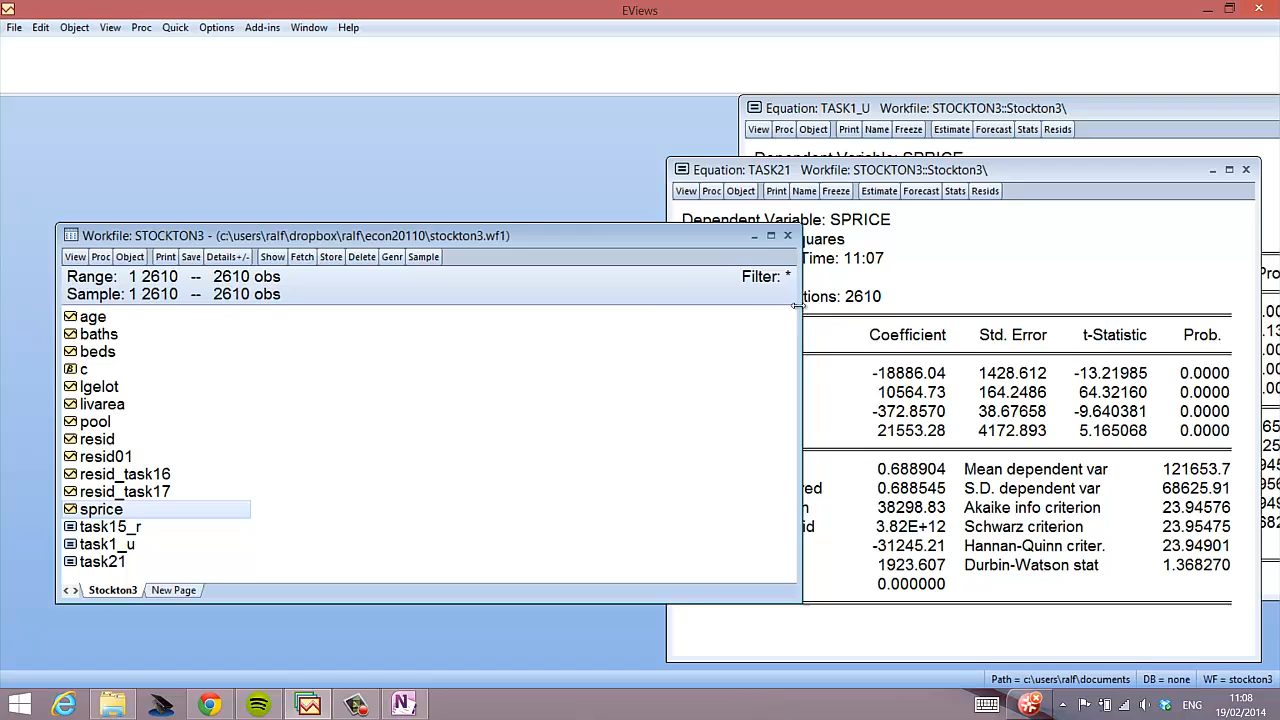 EViews
File Edit Object View Proc Quick Options Add-ins Window Help
Equation: TASK1_U Workfile: STOCKTON3::Stockton3\
View Proc Object Print Name Freeze Estimate Forecast Stats Resids
Dependent Variable: SPRICE
Equation: TASK21 Workfile: STOCKTON3::Stockton3\
View Proc Object Print Name Freeze Estimate Forecast Stats Resids
Dependent Variable: SPRICE
quares
Time: 11:07
tions: 2610
Coefficient Std. Error t-Statistic Prob.
-18886.04 1428.612 -13.21985 0.0000
10564.73 164.2486 64.32160 0.0000
-372.8570 38.67658 -9.640381 0.0000
21553.28 4172.893 5.165068 0.0000
0.688904 Mean dependent var 121653.7
red 0.688545 S.D. dependent var 68625.91
n 38298.83 Akaike info criterion 23.94576
id 3.82E+12 Schwarz criterion 23.95475
-31245.21 Hannan-Quinn criter. 23.94901
1923.607 Durbin-Watson stat 1.368270
0.000000
Workfile: STOCKTON3 - (c:\users\ralf\dropbox\ralf\econ20110\stockton3.wf1)
View Proc Object Print Save Details+/- Show Fetch Store Delete Genr Sample
Range: 1 2610 -- 2610 obs Filter: *
Sample: 1 2610 -- 2610 obs
age
baths
beds
c
lgelot
livarea
pool
resid
resid01
resid_task16
resid_task17
sprice
task15_r
task1_u
task21
Stockton3 New Page
Path = c:\users\ralf\documents DB = none WF = stockton3
ENG
11:08
19/02/2014